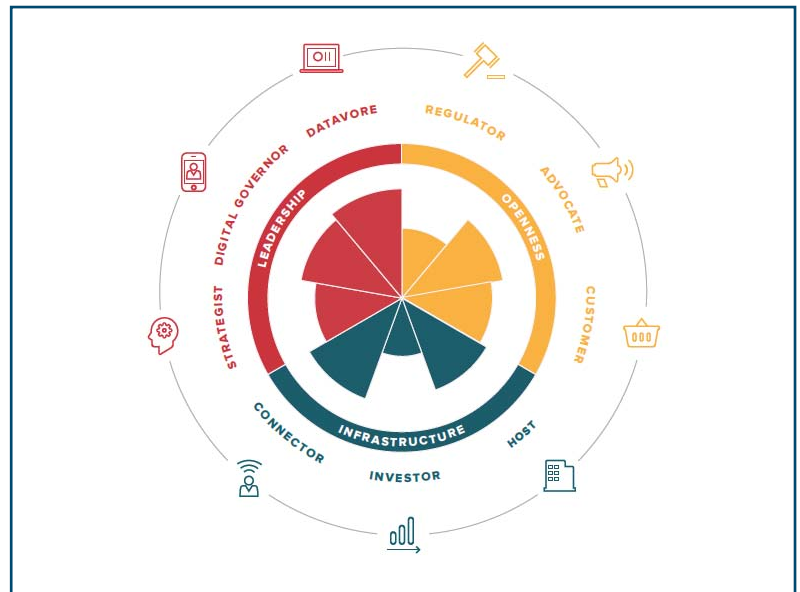 DATAVORE
REGULATOR
DIGITAL GOVERNOR
LEADERSHIP
OPENNESS
ADVOCATE
STRATEGIST
CUSTOMER
CONNECTOR
INFRASTRUCTURE
HOST
INVESTOR